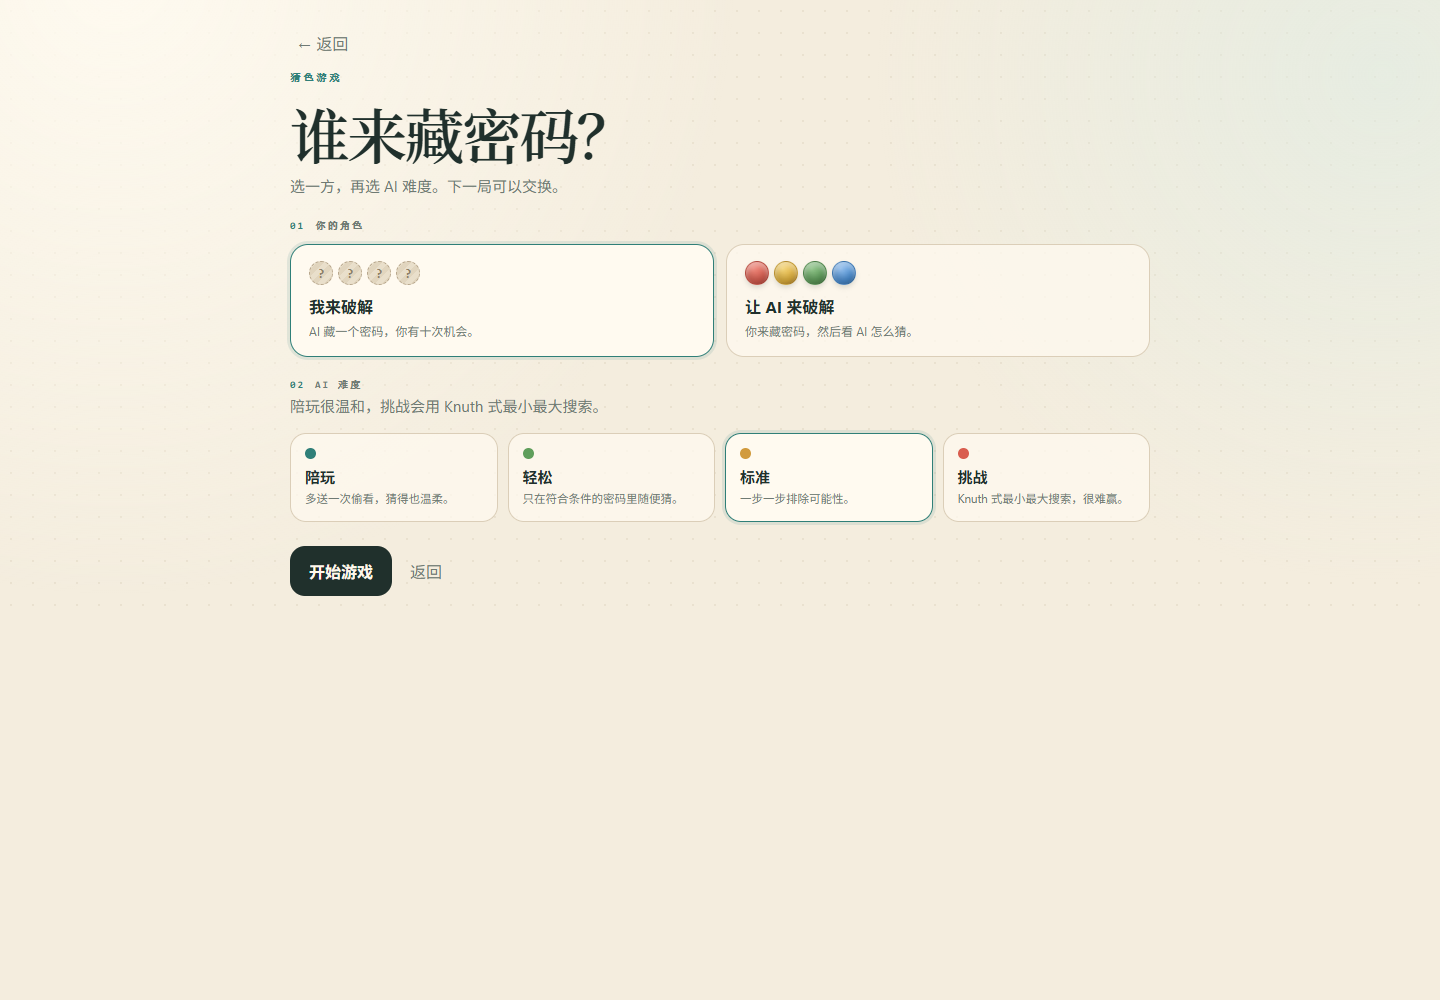 ← 返回
猜色游戏
谁来藏密码?
选一方，再选 AI 难度。下一局可以交换。
01 你的角色
? ? ? ?
我来破解
AI 藏一个密码，你有十次机会。
让 AI 来破解
你来藏密码，然后看 AI 怎么猜。
02 AI 难度
陪玩很温和，挑战会用 Knuth 式最小最大搜索。
陪玩
多送一次偷看，猜得也温柔。
轻松
只在符合条件的密码里随便猜。
标准
一步一步排除可能性。
挑战
Knuth 式最小最大搜索，很难赢。
开始游戏
返回